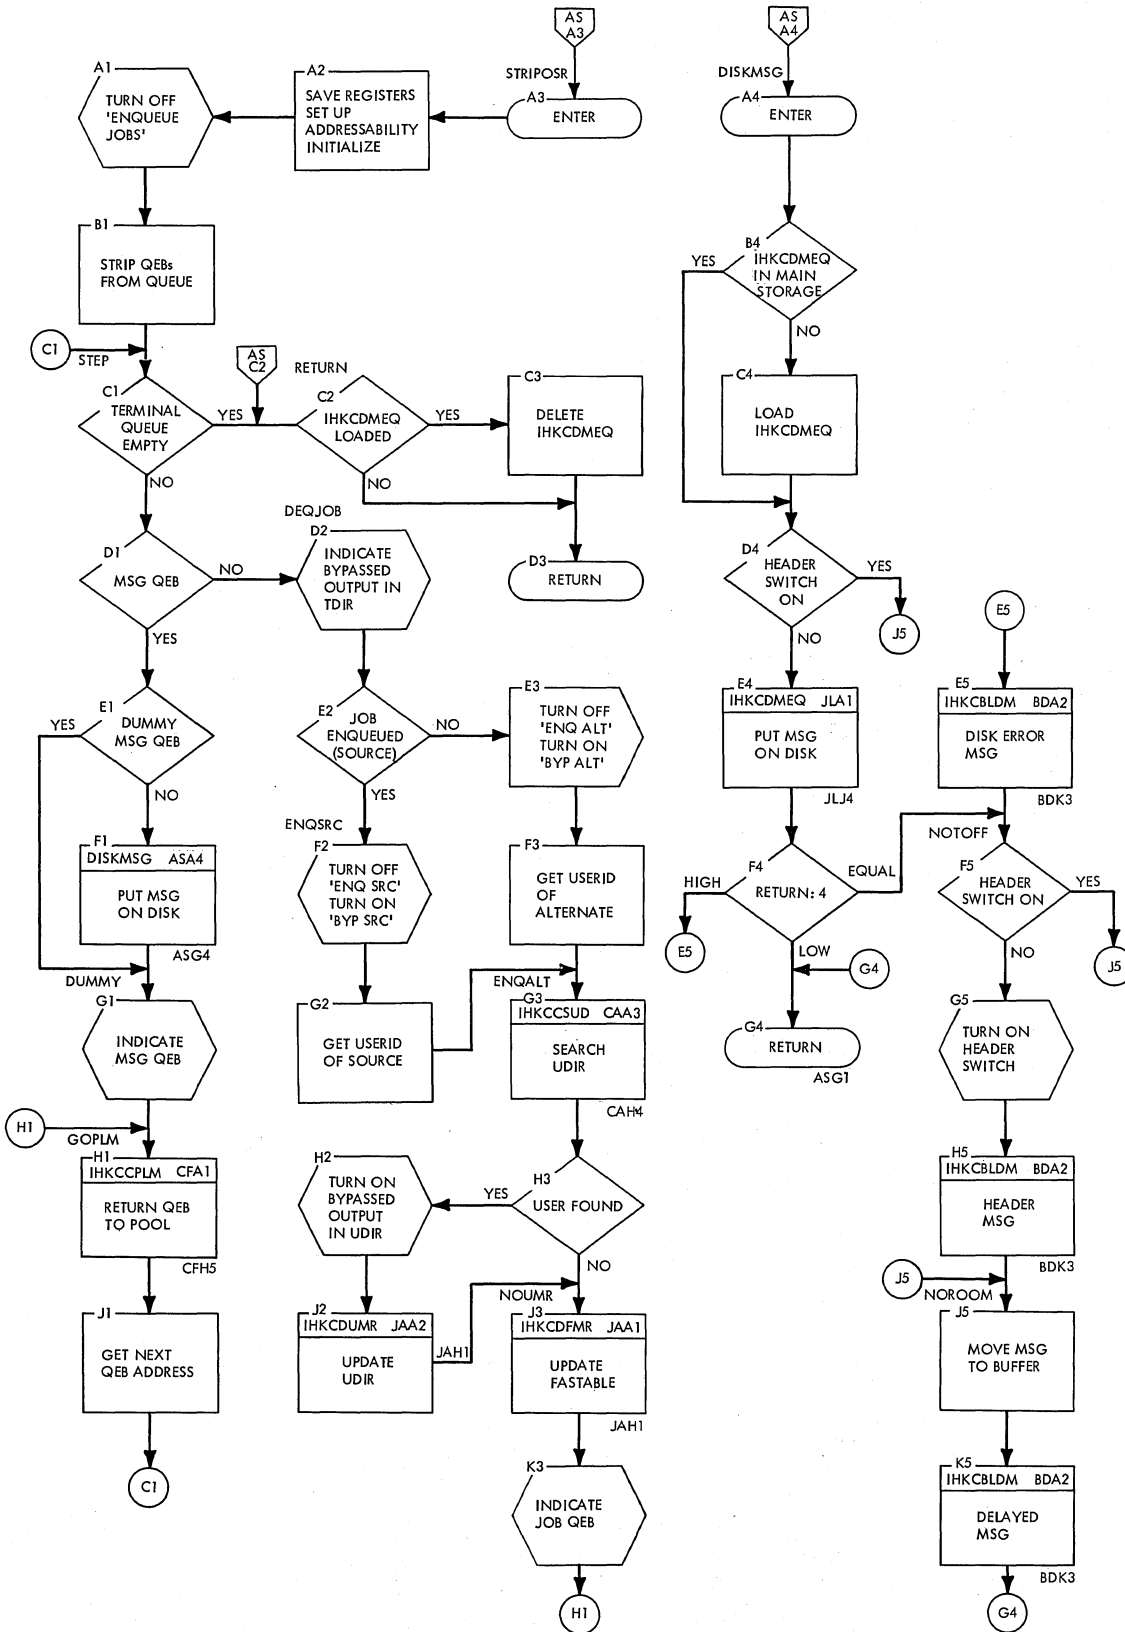 AS
A3
STRIPOSR
A3
ENTER
A2
SAVE REGISTERS
SET UP
ADDRESSABILITY
INITIALIZE
A1
TURN OFF
'ENQUEUE
JOBS'
B1
STRIP QEBs
FROM QUEUE
C1
STEP
C1
TERMINAL
QUEUE
EMPTY
YES
NO
AS
C2
RETURN
C2
IHKCDMEQ
LOADED
YES
NO
C3
DELETE
IHKCDMEQ
D3
RETURN
D1
MSG QEB
NO
YES
DEQJOB
D2
INDICATE
BYPASSED
OUTPUT IN
TDIR
E1
DUMMY
MSG QEB
YES
NO
E2
JOB
ENQUEUED
(SOURCE)
NO
YES
E3
TURN OFF
'ENQ ALT'
TURN ON
'BYP ALT'
F1
DISKMSG ASA4
PUT MSG
ON DISK
ASG4
DUMMY
ENQSRC
F2
TURN OFF
'ENQ SRC'
TURN ON
'BYP SRC'
F3
GET USERID
OF
ALTERNATE
G1
INDICATE
MSG QEB
G2
GET USERID
OF SOURCE
ENQALT
G3
IHKCCSUD CAA3
SEARCH
UDIR
CAH4
H1
GOPLM
H1
IHKCCPLM CFA1
RETURN QEB
TO POOL
CFH5
H2
TURN ON
BYPASSED
OUTPUT
IN UDIR
H3
USER FOUND
YES
NO
NOUMR
J1
GET NEXT
QEB ADDRESS
C1
J2
IHKCDUMR JAA2
UPDATE
UDIR
JAH1
J3
IHKCDFMR JAA1
UPDATE
FASTABLE
JAH1
K3
INDICATE
JOB QEB
H1
AS
A4
DISKMSG
A4
ENTER
B4
IHKCDMEQ
IN MAIN
STORAGE
YES
NO
C4
LOAD
IHKCDMEQ
D4
HEADER
SWITCH
ON
YES
J5
NO
E4
IHKCDMEQ JLA1
PUT MSG
ON DISK
JLJ4
F4
RETURN: 4
HIGH
E5
EQUAL
LOW
G4
G4
RETURN
ASG1
E5
E5
IHKCBLDM BDA2
DISK ERROR
MSG
BDK3
NOTOFF
F5
HEADER
SWITCH ON
YES
J5
NO
G5
TURN ON
HEADER
SWITCH
H5
IHKCBLDM BDA2
HEADER
MSG
BDK3
J5
NOROOM
J5
MOVE MSG
TO BUFFER
K5
IHKCBLDM BDA2
DELAYED
MSG
BDK3
G4